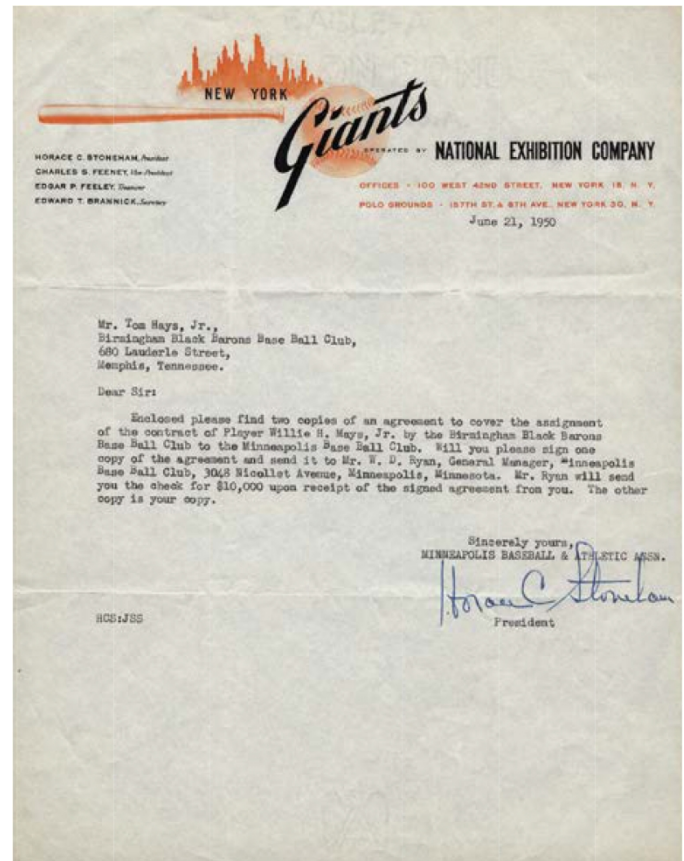 NEW YORK
Giants
OPERATED BY NATIONAL EXHIBITION COMPANY
HORACE C. STONEHAM, President
CHARLES S. FEENEY, Vice-President
EDGAR P. FEELEY, Treasurer
EDWARD T. BRANNICK, Secretary
OFFICES - 100 WEST 42ND STREET, NEW YORK 18, N. Y.
POLO GROUNDS - 157TH ST. & 8TH AVE., NEW YORK 30, N. Y.
June 21, 1950
Mr. Tom Hays, Jr.,
Birmingham Black Barons Base Ball Club,
680 Lauderle Street,
Memphis, Tennessee.
Dear Sir:
Enclosed please find two copies of an agreement to cover the assignment
of the contract of Player Willie H. Mays, Jr. by the Birmingham Black Barons
Base Ball Club to the Minneapolis Base Ball Club. Will you please sign one
copy of the agreement and send it to Mr. W. D. Ryan, General Manager, "inneapolis
Base Ball Club, 3048 Nicollet Avenue, Minneapolis, Minnesota. Mr. Ryan will send
you the check for $10,000 upon receipt of the signed agreement from you. The other
copy is your copy.
Sincerely yours,
MINNEAPOLIS BASEBALL & ATHLETIC ASSN.
Horace C Stoneham
President
HCS:JSS